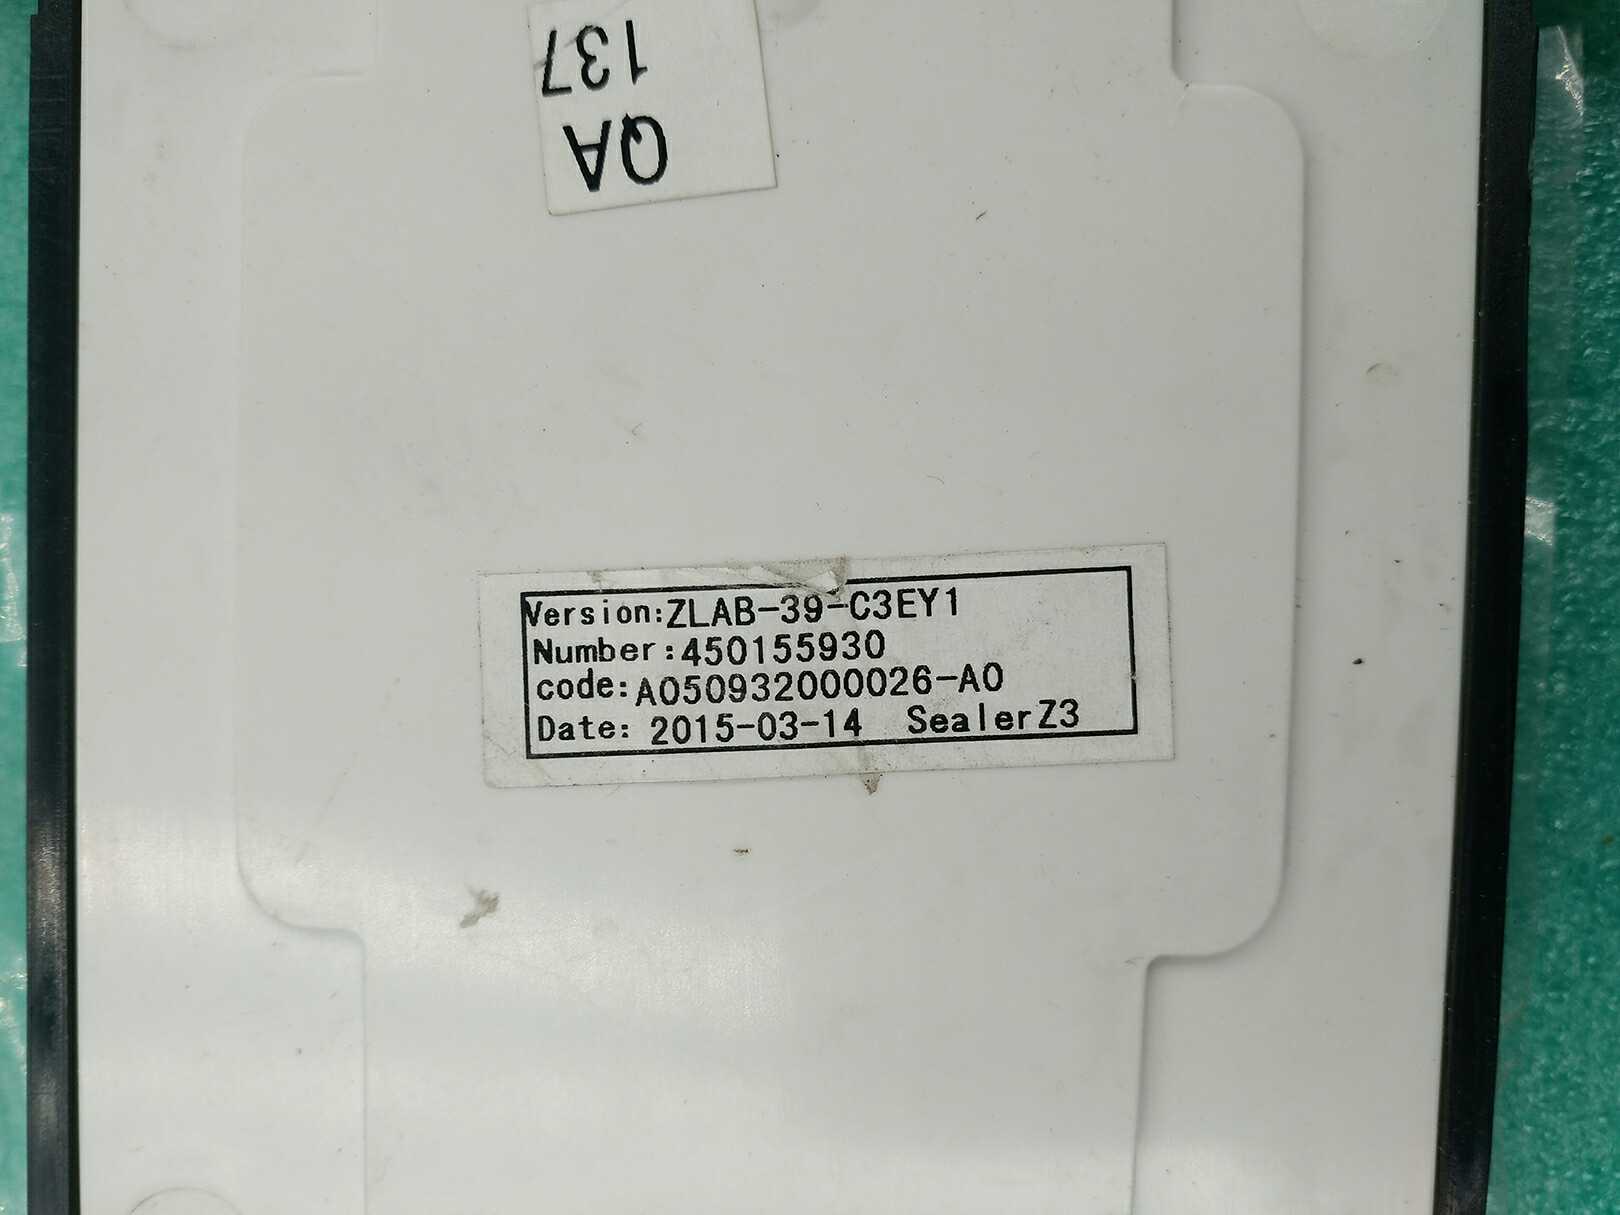 QA
137
Version:ZLAB-39-C3EY1
Number:450155930
code:A050932000026-A0
Date: 2015-03-14 SealerZ3